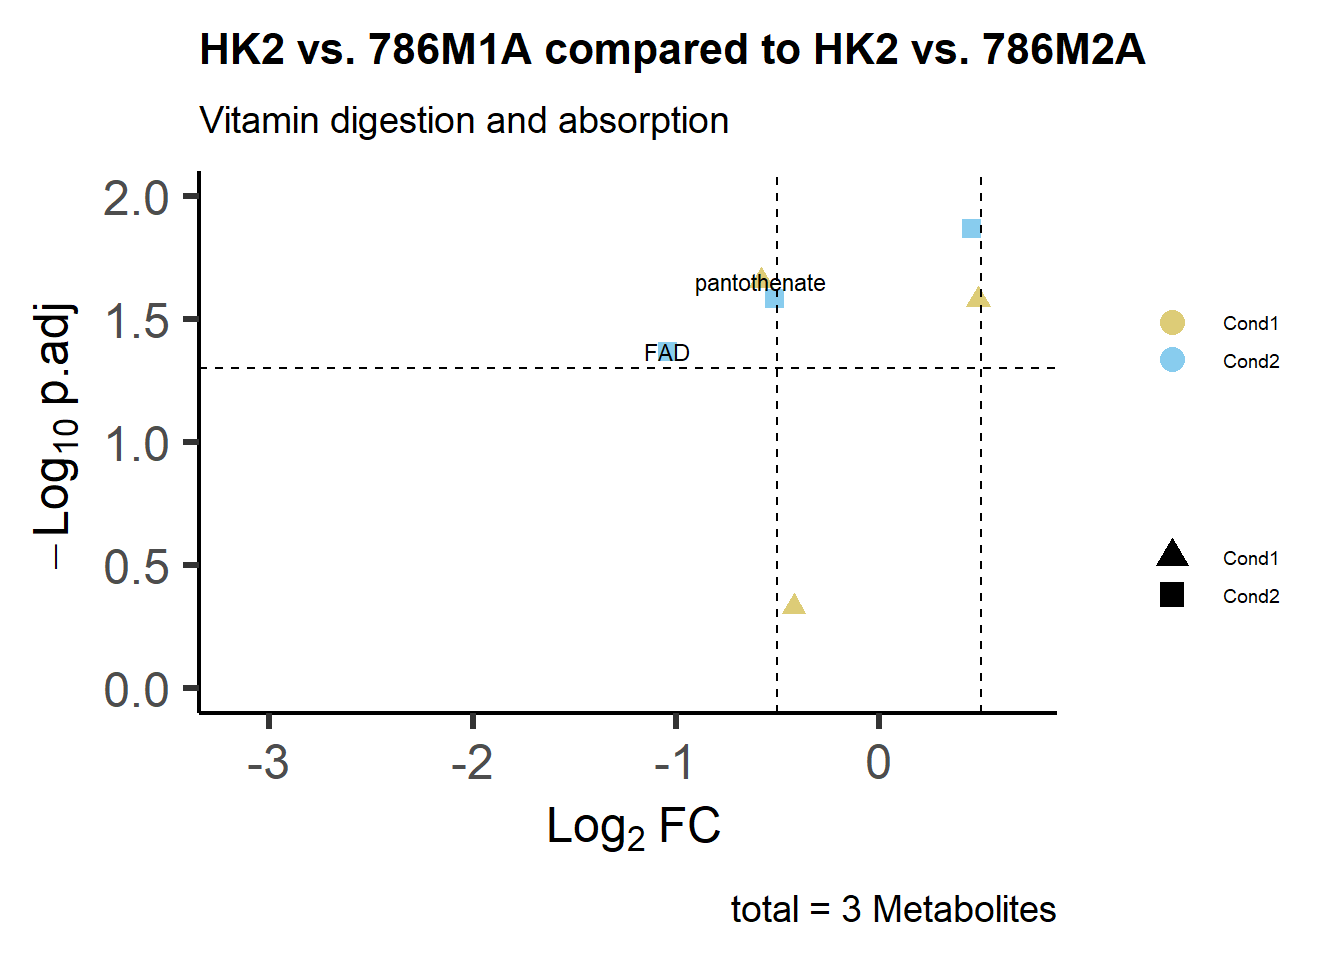 HK2 vs. 786M1A compared to HK2 vs. 786M2A
Vitamin digestion and absorption
−Log10 p.adj
2.0
1.5
1.0
0.5
0.0
pantothenate
FAD
-3
-2
-1
0
Log2 FC
Cond1
Cond2
Cond1
Cond2
total = 3 Metabolites